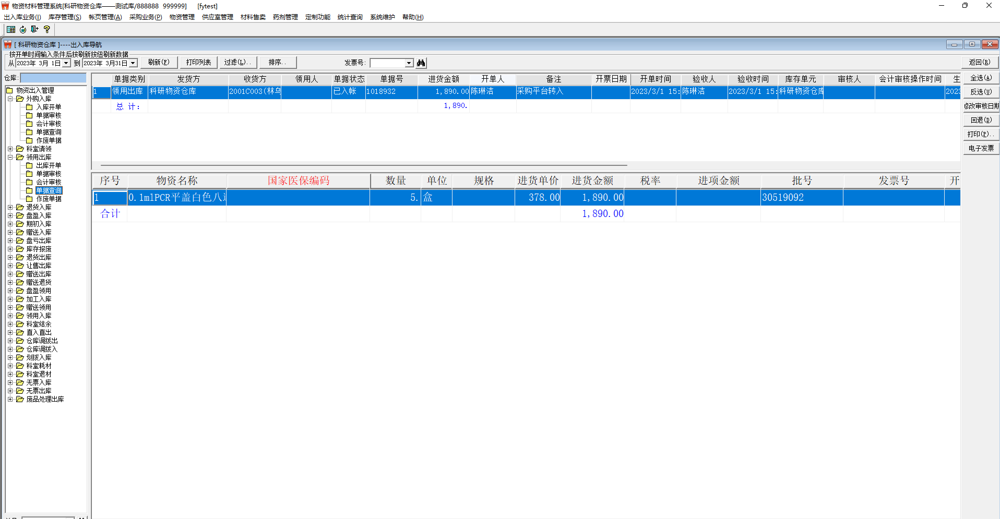 物资材料管理系统[科研物资仓库——测试库/888888  999999]      [fytest]
出入库业务(I) 库存管理(S) 帐页管理(A) 采购业务(P) 物资管理 供应室管理 材料售卖 药剂管理 定制功能 统计查询 系统维护 帮助(H)
[ 科研物资仓库 ]----出入库导航
按开单时间输入条件后按刷新按纽刷新数据
从 2023年 3月 1日 到 2023年 3月31日 刷新(F) 打印列表 过滤(L).. 排序.. 发票号: 返回(R)
仓库:
单据类别 发货方 收货方 领用人 单据状态 单据号 进货金额 开单人 备注 开票日期 开单时间 验收人 验收时间 库存单元 审核人 会计审核操作时间 生
1 领用出库 科研物资仓库 2001C003(林乌 已入帐 1018932 1,890.00 陈琳洁 采购平台转入 2023/3/1 15: 陈琳洁 2023/3/1 15: 科研物资仓库 2023
总 计: 1,890.
全选(A)
反选(U)
修改审核日期
回退(D)
打印(P)..
电子发票
物资出入管理
外购入库
入库开单
单据审核
会计审核
单据查询
作废单据
科室请领
领用出库
出库开单
单据审核
会计审核
单据查询
作废单据
退货入库
盘盈入库
期初入库
赠送入库
盘亏出库
库存报废
退货出库
让售出库
赠送出库
赠送退货
盘盈领用
加工入库
赠送领用
领用入库
科室结余
直入直出
仓库调拨出
仓库调拨入
划拨入库
科室耗材
科室退材
无票入库
无票出库
废品处理出库
序号 物资名称 国家医保编码 数量 单位 规格 进货单价 进货金额 税率 进项金额 批号 发票号 开
1 0.1mlPCR平盖白色八连 5. 盒 378.00 1,890.00 30519092
合计 1,890.00